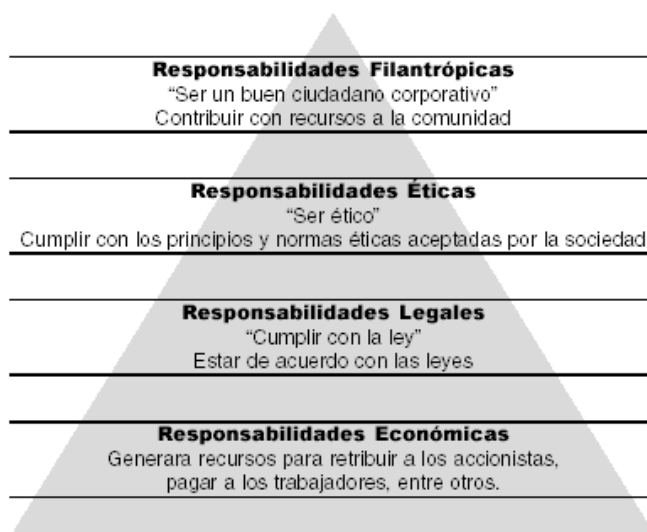 Responsabilidades Filantrópicas
“Ser un buen ciudadano corporativo”
Contribuir con recursos a la comunidad
Responsabilidades Éticas
“Ser ético”
Cumplir con los principios y normas éticas aceptadas por la sociedad
Responsabilidades Legales
“Cumplir con la ley”
Estar de acuerdo con las leyes
Responsabilidades Económicas
Generara recursos para retribuir a los accionistas,
pagar a los trabajadores, entre otros.